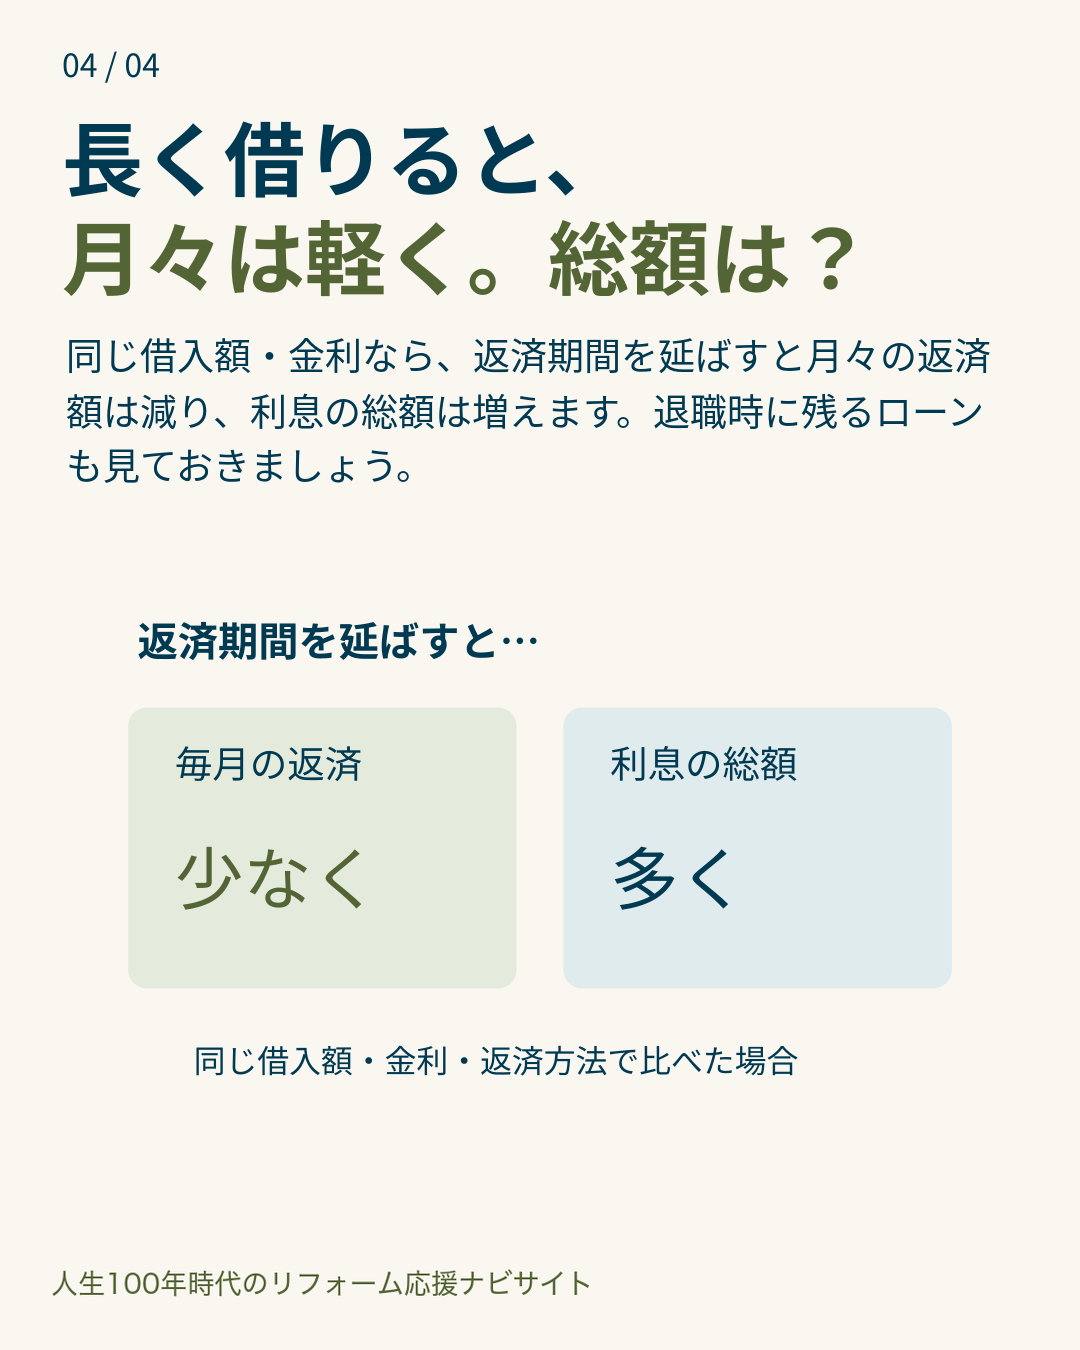 04 / 04
長く借りると、
月々は軽く。総額は？
同じ借入額・金利なら、返済期間を延ばすと月々の返済
額は減り、利息の総額は増えます。退職時に残るローン
も見ておきましょう。
返済期間を延ばすと…
毎月の返済
利息の総額
少なく
多く
同じ借入額・金利・返済方法で比べた場合
人生100年時代のリフォーム応援ナビサイト